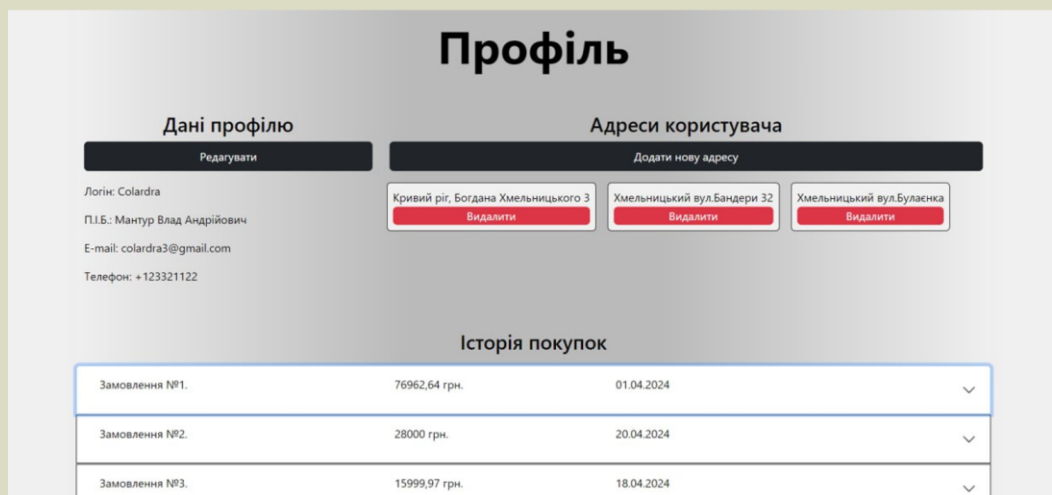 Профіль
Дані профілю
Редагувати
Логін: Colardra
П.І.Б.: Мантур Влад Андрійович
E-mail: colardra3@gmail.com
Телефон: +123321122
Адреси користувача
Додати нову адресу
Кривий ріг, Богдана Хмельницького 3
Видалити
Хмельницький вул.Бандери 32
Видалити
Хмельницький вул.Булаєнка
Видалити
Історія покупок
Замовлення №1. 76962,64 грн. 01.04.2024
Замовлення №2. 28000 грн. 20.04.2024
Замовлення №3. 15999,97 грн. 18.04.2024